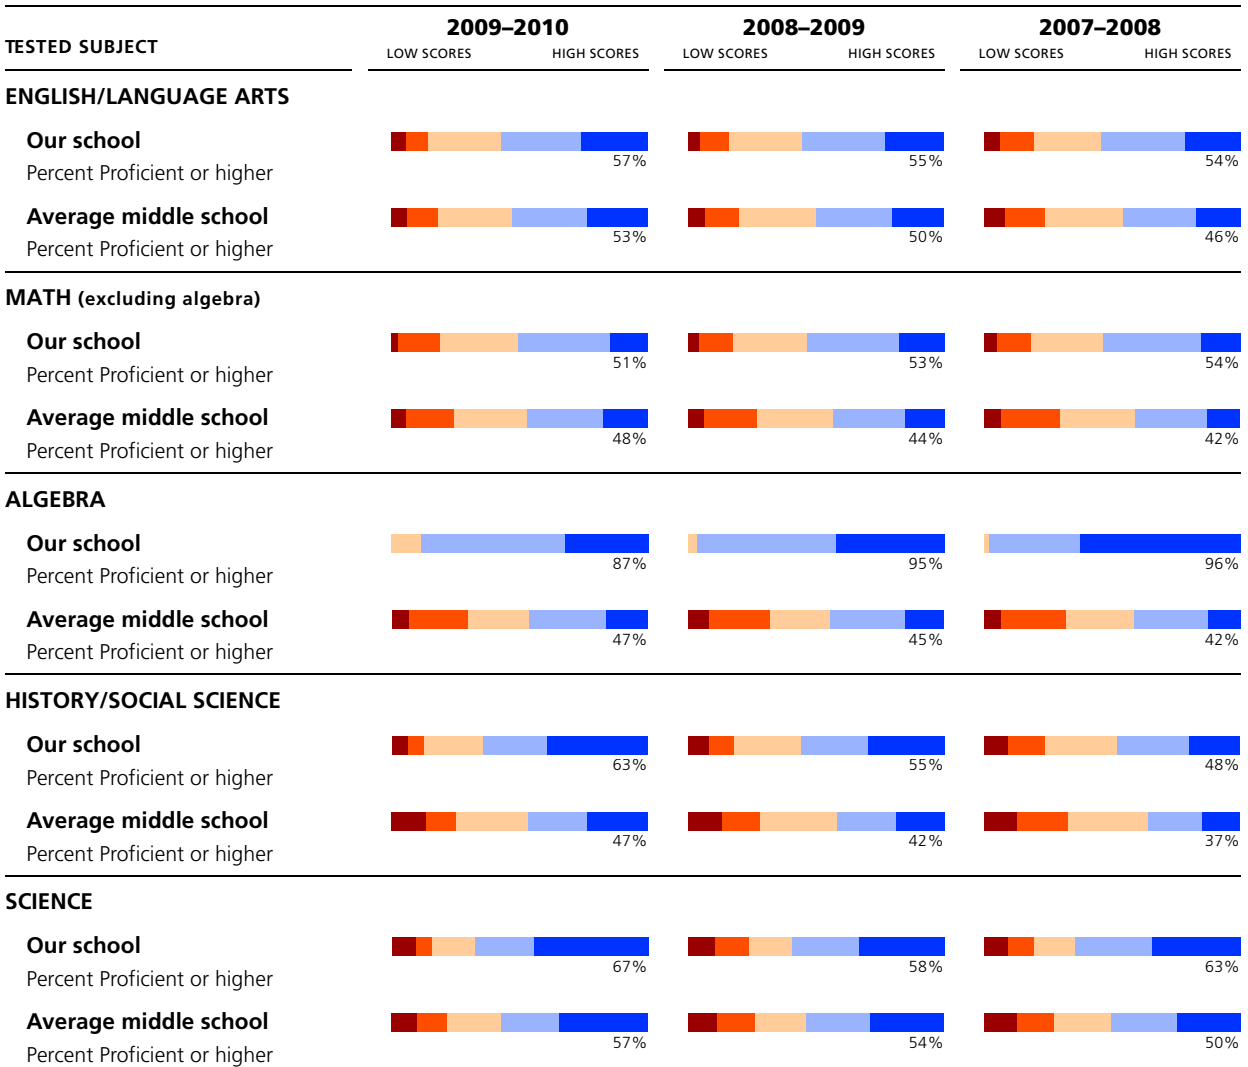 2009–2010 2008–2009 2007–2008
TESTED SUBJECT LOW SCORES HIGH SCORES LOW SCORES HIGH SCORES LOW SCORES HIGH SCORES
ENGLISH/LANGUAGE ARTS
Our school
57% 55% 54%
Percent Proficient or higher
Average middle school
53% 50% 46%
Percent Proficient or higher
MATH (excluding algebra)
Our school
51% 53% 54%
Percent Proficient or higher
Average middle school
48% 44% 42%
Percent Proficient or higher
ALGEBRA
Our school
87% 95% 96%
Percent Proficient or higher
Average middle school
47% 45% 42%
Percent Proficient or higher
HISTORY/SOCIAL SCIENCE
Our school
63% 55% 48%
Percent Proficient or higher
Average middle school
47% 42% 37%
Percent Proficient or higher
SCIENCE
Our school
67% 58% 63%
Percent Proficient or higher
Average middle school
57% 54% 50%
Percent Proficient or higher